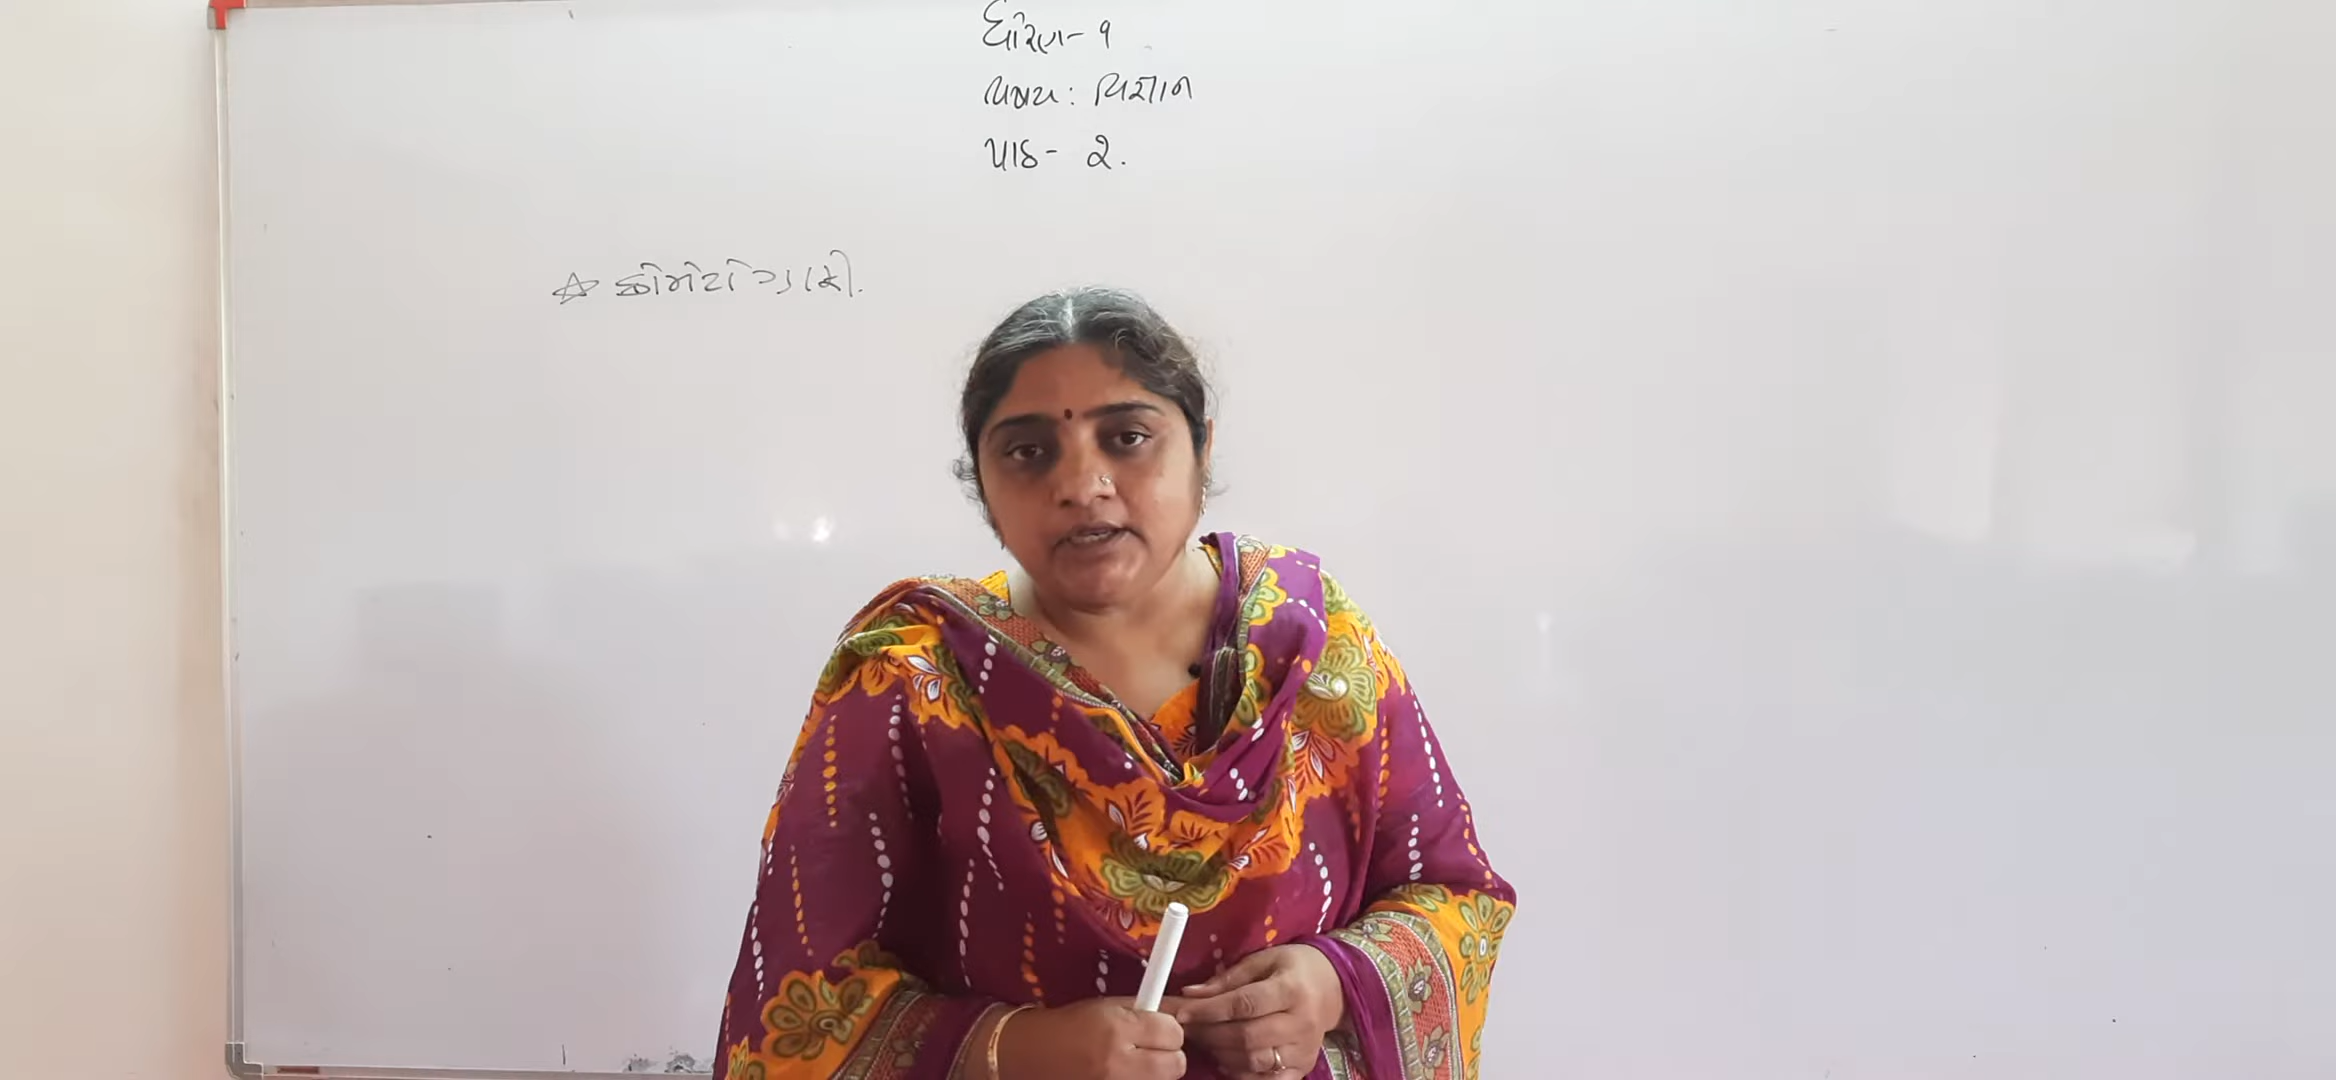 ધોરણ- ૧
વિષય: વિજ્ઞાન
પાઠ- ૨.
☆ ક્રોમેટોગ્રાફી.